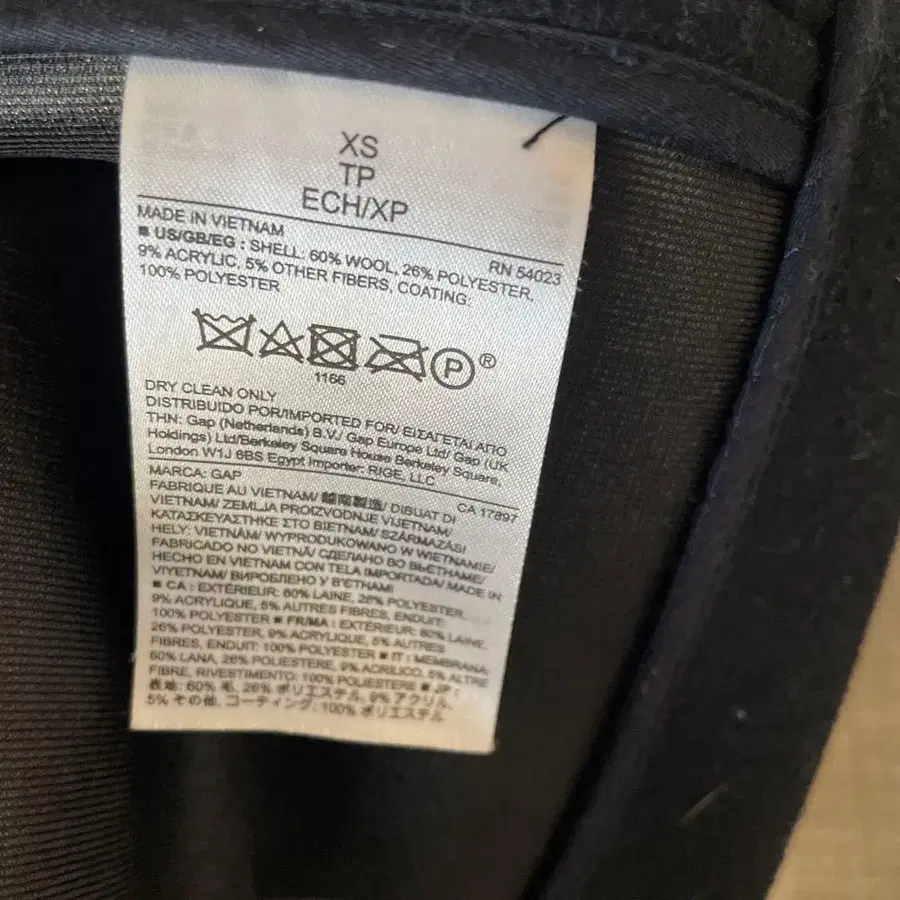 XS
TP
ECH/XP
MADE IN VIETNAM
RN 54023
■ US/GB/EG : SHELL: 60% WOOL, 26% POLYESTER,
9% ACRYLIC, 5% OTHER FIBERS, COATING:
100% POLYESTER
P ®
1166
DRY CLEAN ONLY
DISTRIBUIDO POR/IMPORTED FOR/ ΕΙΣΑΓΕΤΑΙ ΑΠΟ
THN: Gap (Netherlands) B.V./ Gap Europe Ltd/ Gap (UK
Holdings) Ltd/Berkeley Square House Berkeley Square,
London W1J 6BS Egypt Importer: RIGE, LLC
MARCA: GAP
CA 17897
FABRIQUE AU VIETNAM/ 越南製造/ DIBUAT DI
VIETNAM/ ZEMLJA PROIZVODNJE VIJETNAM/
ΚΑΤΑΣΚΕΥΑΣΤΗΚΕ ΣΤΟ ΒΙΕΤΝΑΜ/ SZÁRMAZÁSI
HELY: VIETNÁM/ WYPRODUKOWANO W WIETNAMIE/
FABRICADO NO VIETNÃ/ СДЕЛАНО ВО ВЬЕТНАМЕ/
HECHO EN VIETNAM CON TELA IMPORTADA/ MADE IN
VIYETNAM/ ВИРОБЛЕНО У В'ЄТНАМІ
■ CA : EXTÉRIEUR: 60% LAINE, 26% POLYESTER,
9% ACRYLIQUE, 5% AUTRES FIBRES, ENDUIT:
100% POLYESTER ■ FR/MA : EXTÉRIEUR: 60% LAINE,
26% POLYESTER, 9% ACRYLIQUE, 5% AUTRES
FIBRES, ENDUIT: 100% POLYESTER ■ IT : MEMBRANA:
60% LANA, 26% POLIESTERE, 9% ACRILICO, 5% ALTRE
FIBRE, RIVESTIMENTO: 100% POLIESTERE ■ JP :
表地: 60% 毛, 26% ポリエステル, 9% アクリル,
5% その他, コーティング: 100% ポリエステル